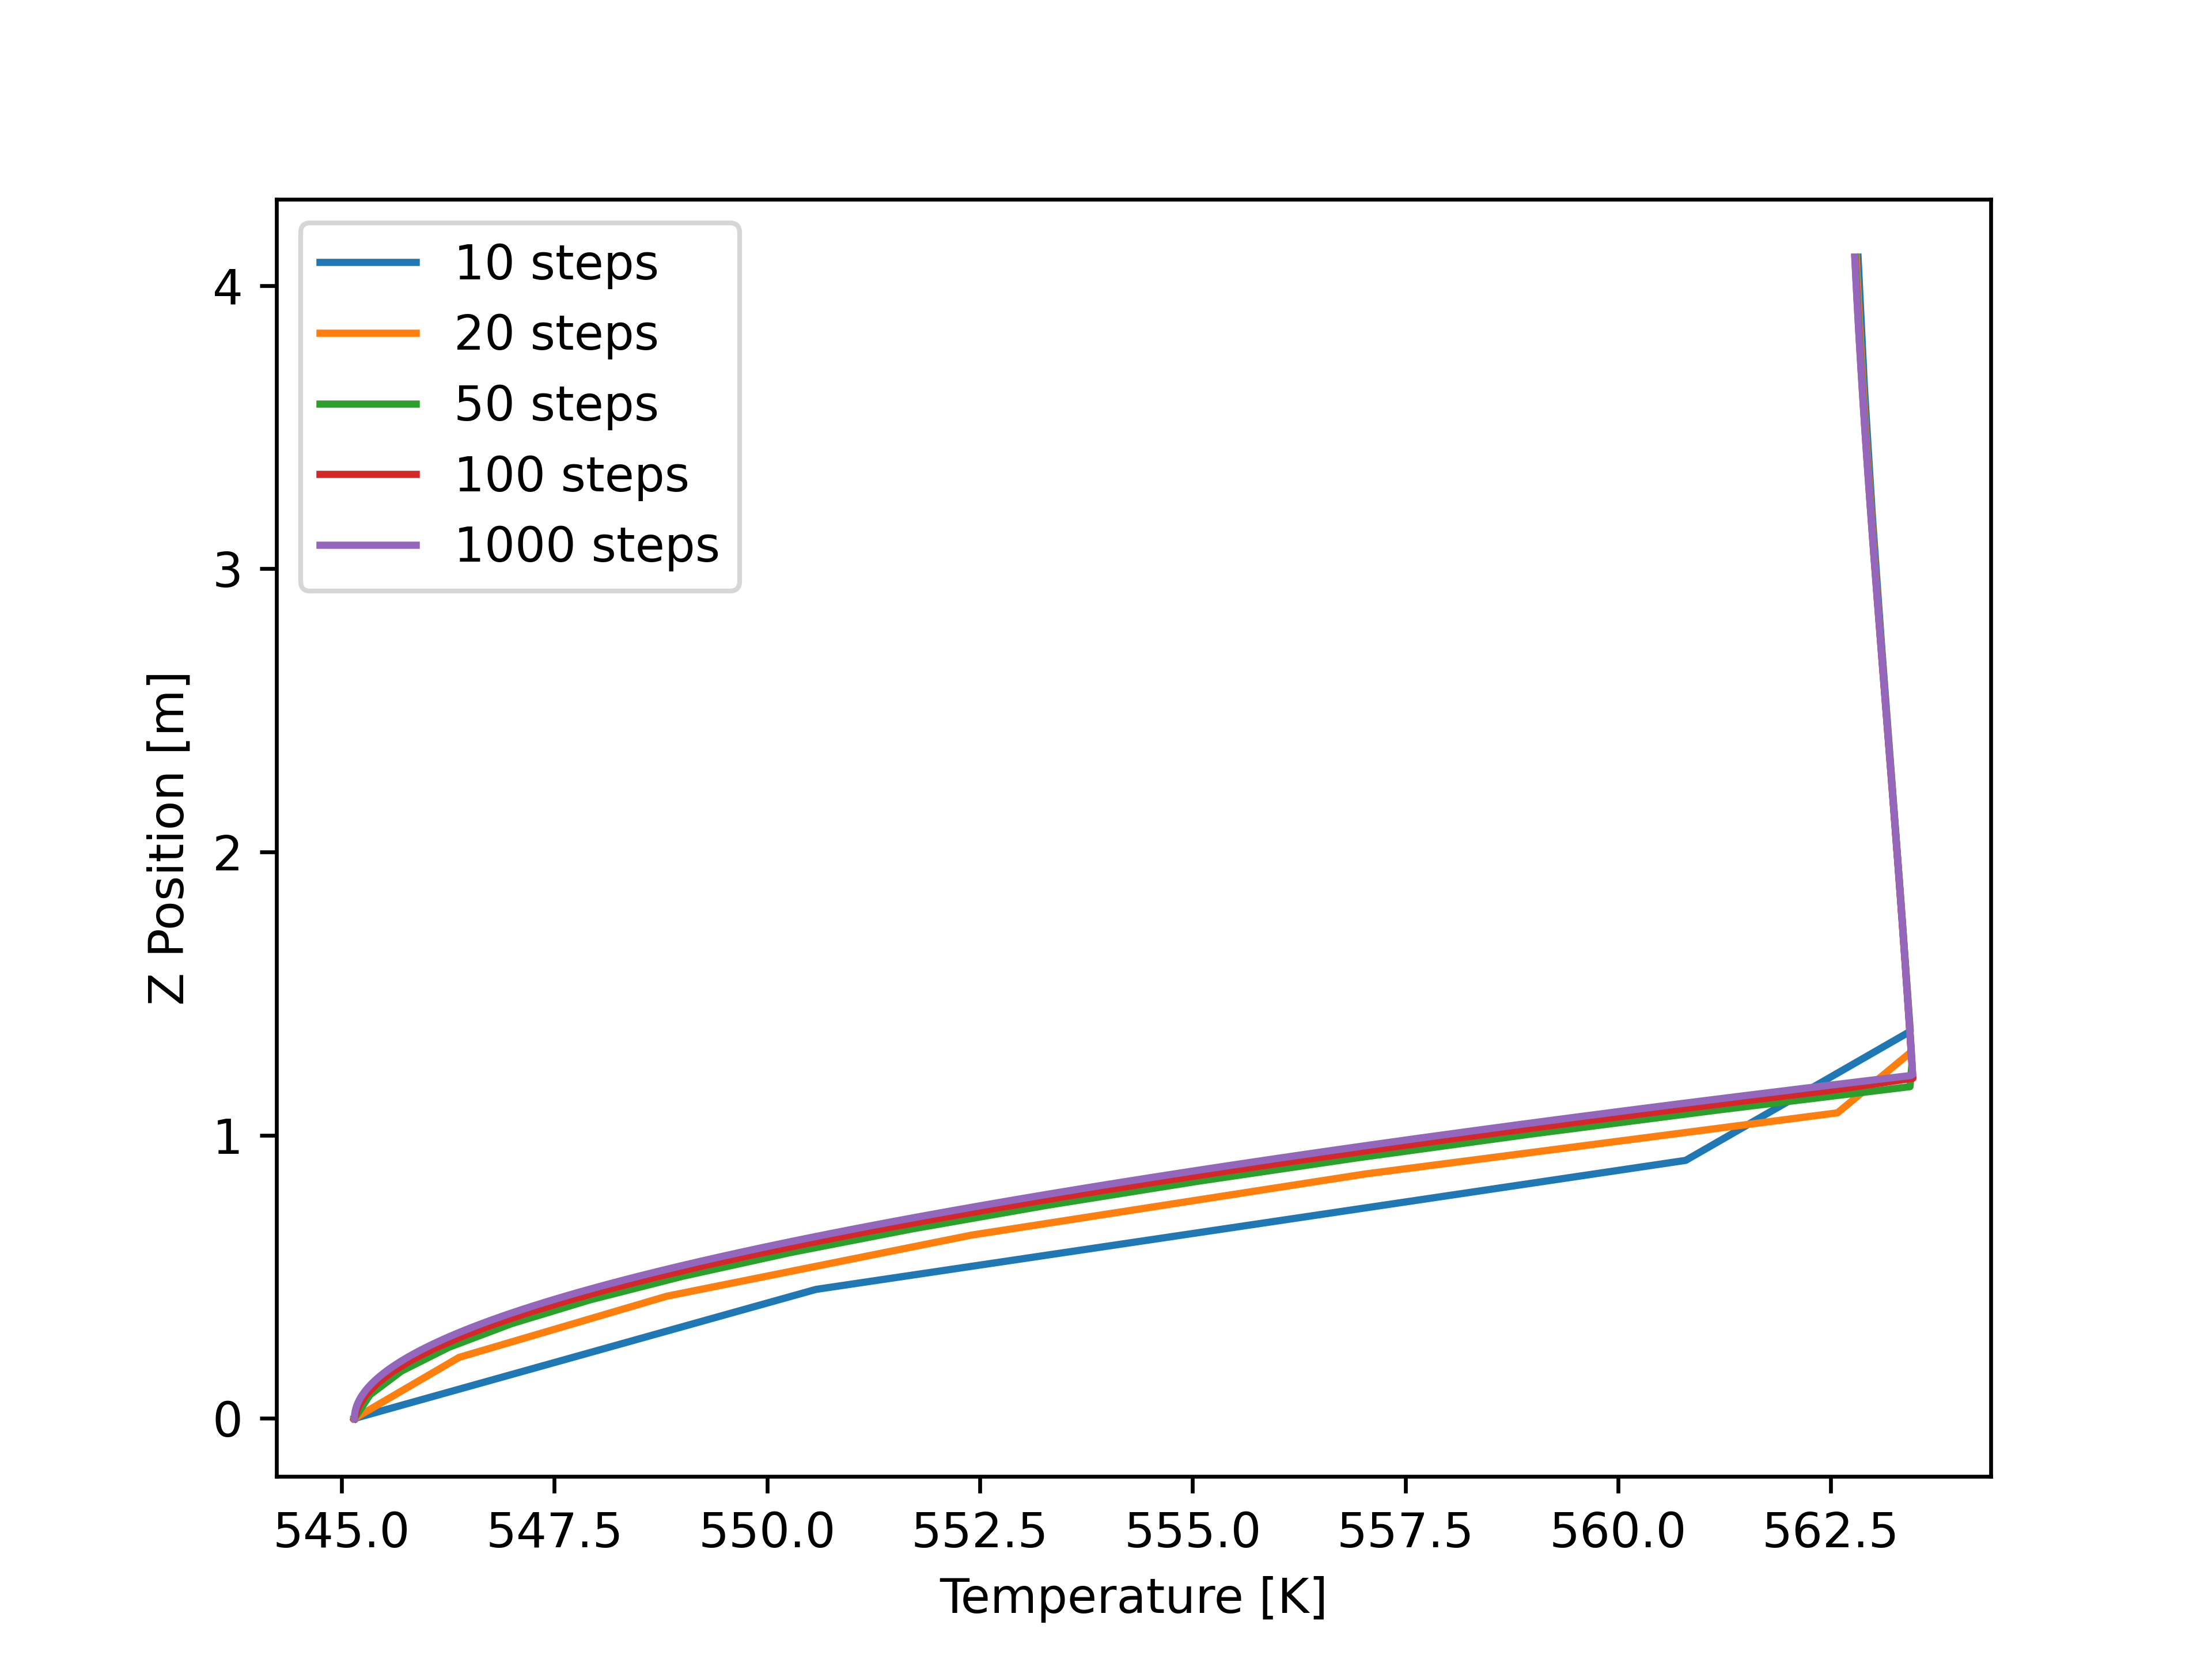 10 steps
20 steps
50 steps
100 steps
1000 steps
4
3
2
1
0
Z Position [m]
545.0 547.5 550.0 552.5 555.0 557.5 560.0 562.5
Temperature [K]